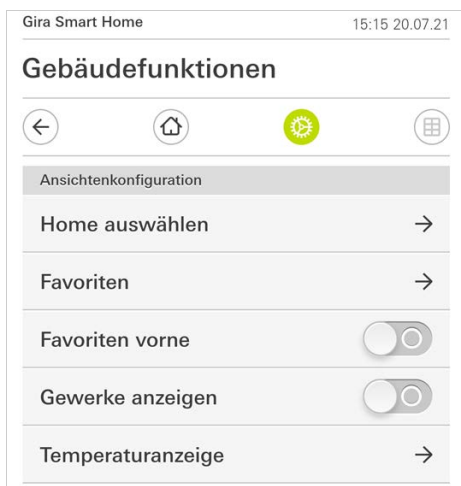 Gira Smart Home 15:15 20.07.21
Gebäudefunktionen
Ansichtenkonfiguration
Home auswählen
Favoriten
Favoriten vorne
Gewerke anzeigen
Temperaturanzeige